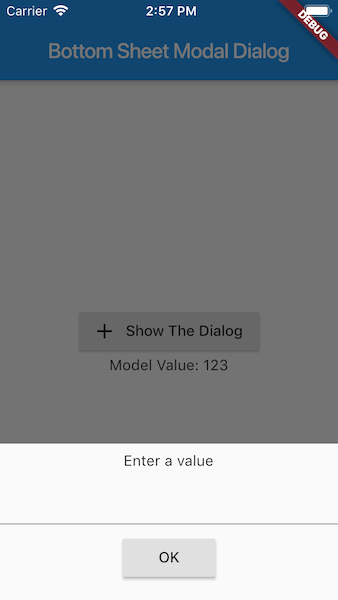 Carrier 2:57 PM
DEBUG
Bottom Sheet Modal Dialog
Show The Dialog
Model Value: 123
Enter a value
OK